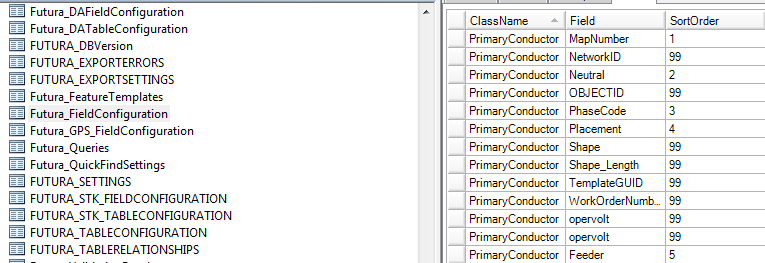 Futura_DAFieldConfiguration
Futura_DATableConfiguration
FUTURA_DBVersion
FUTURA_EXPORTERRORS
FUTURA_EXPORTSETTINGS
Futura_FeatureTemplates
Futura_FieldConfiguration
Futura_GPS_FieldConfiguration
Futura_Queries
Futura_QuickFindSettings
FUTURA_SETTINGS
FUTURA_STK_FIELDCONFIGURATION
FUTURA_STK_TABLECONFIGURATION
FUTURA_TABLECONFIGURATION
FUTURA_TABLERELATIONSHIPS
ClassName Field SortOrder
PrimaryConductor MapNumber 1
PrimaryConductor NetworkID 99
PrimaryConductor Neutral 2
PrimaryConductor OBJECTID 99
PrimaryConductor PhaseCode 3
PrimaryConductor Placement 4
PrimaryConductor Shape 99
PrimaryConductor Shape_Length 99
PrimaryConductor TemplateGUID 99
PrimaryConductor WorkOrderNumb... 99
PrimaryConductor opervolt 99
PrimaryConductor opervolt 99
PrimaryConductor Feeder 5